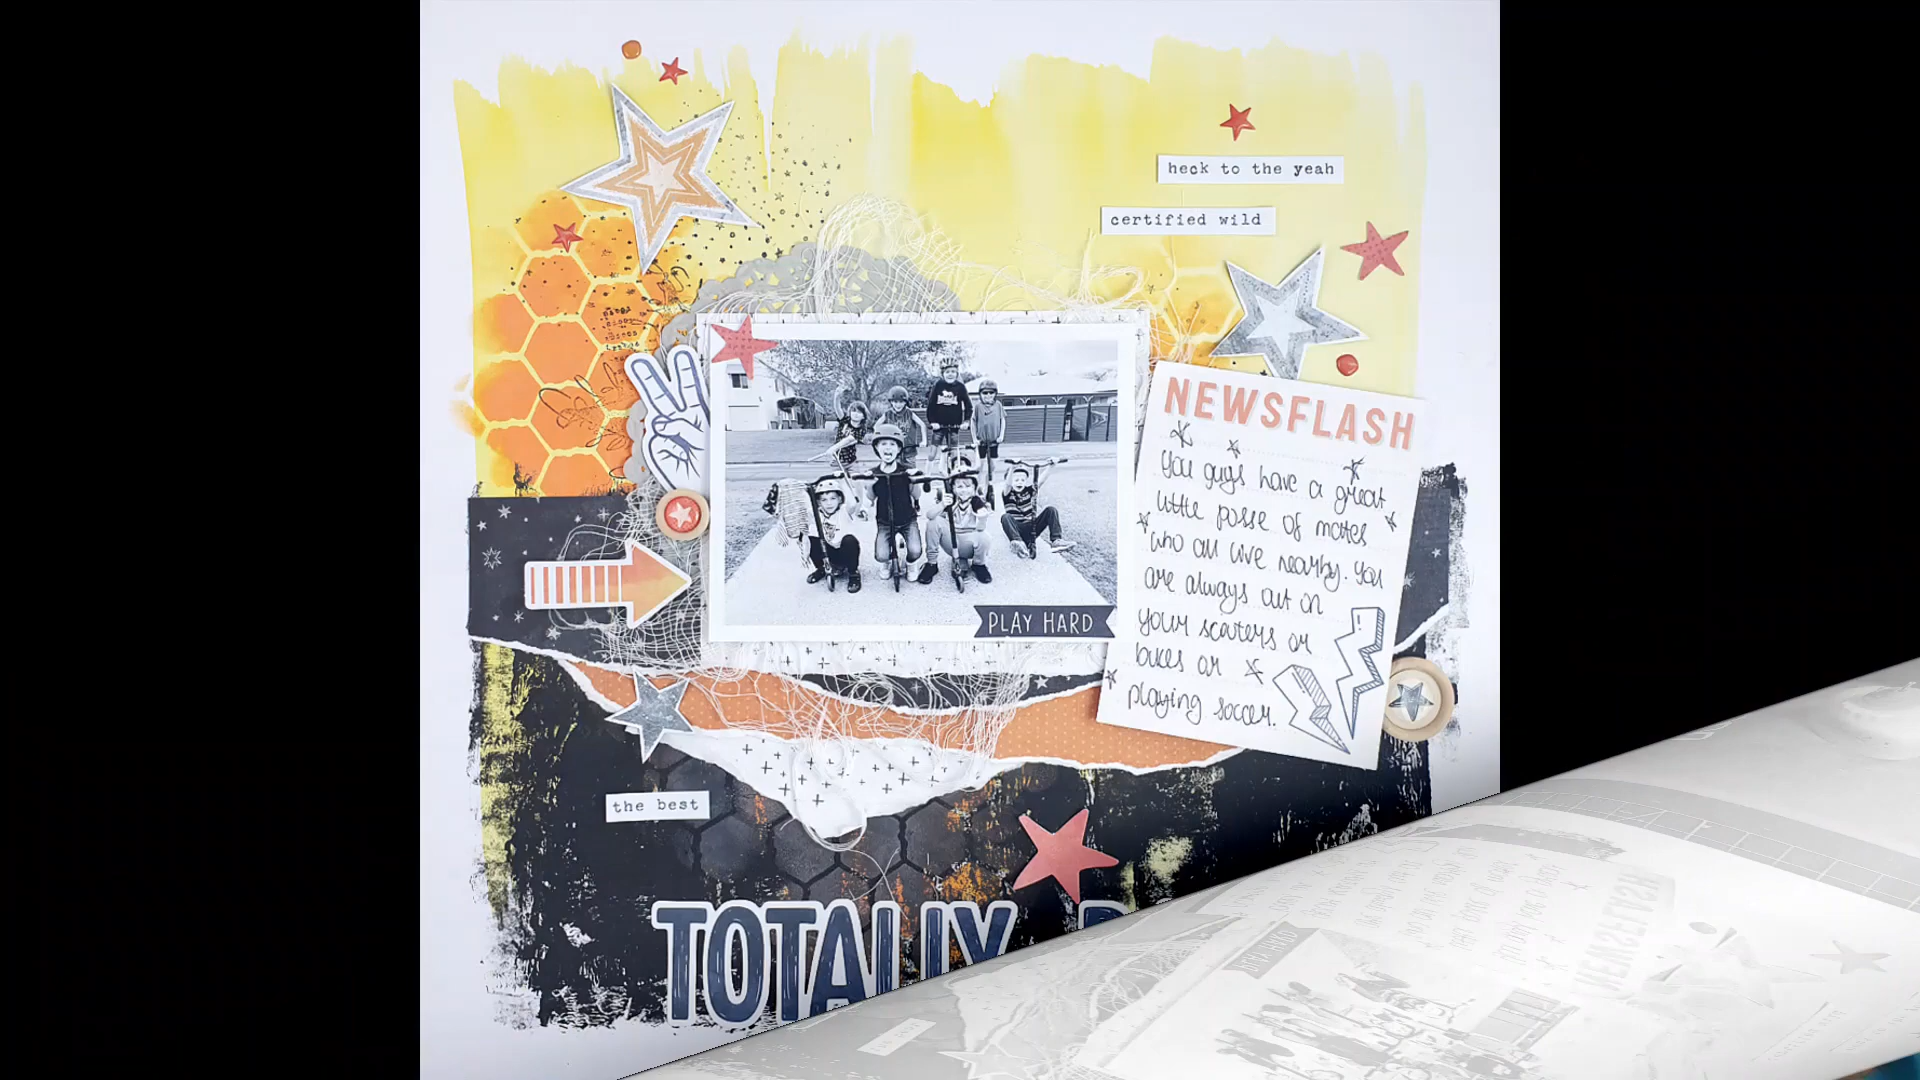 heck to the yeah
certified wild
NEWSFLASH
You guys have a great
little posse of mates
who all live nearby. You
are always out on
your scooters or
bikes or
playing soccer.
PLAY HARD
the best
TOTALLY